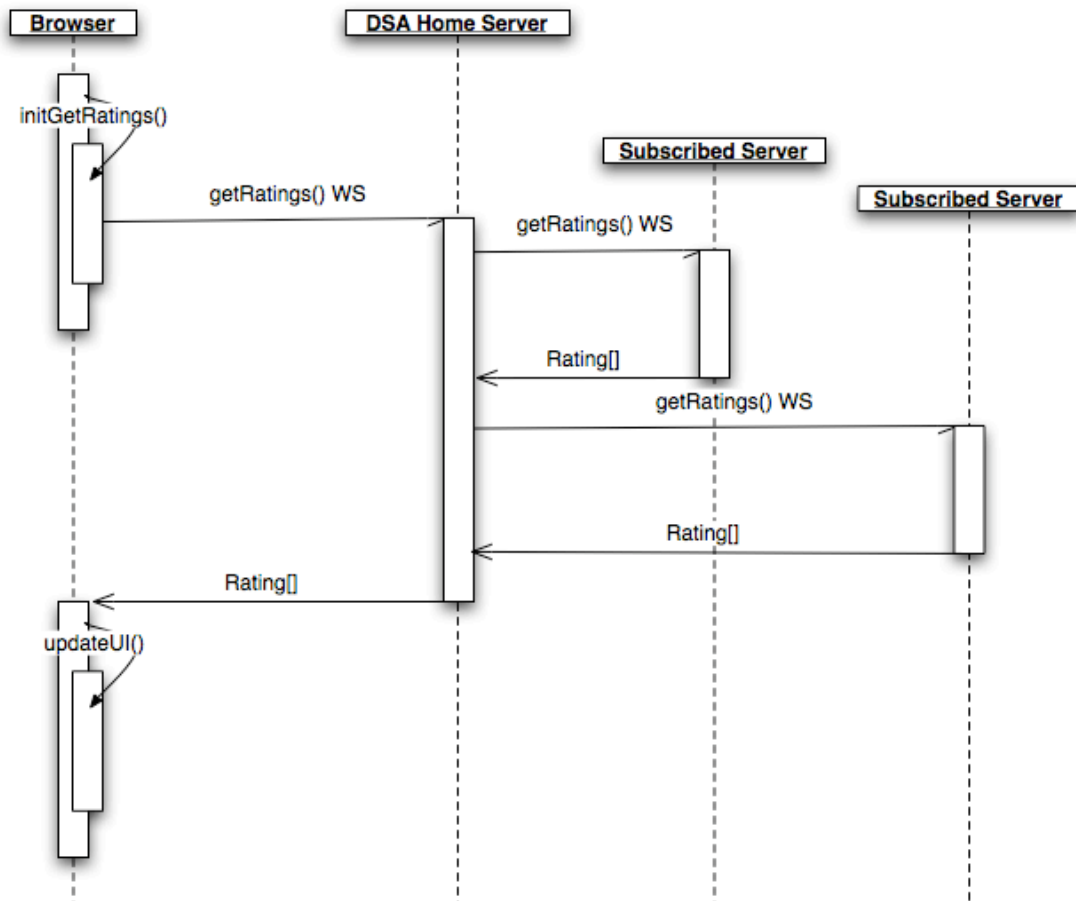 Browser
DSA Home Server
initGetRatings()
Subscribed Server
Subscribed Server
getRatings() WS
getRatings() WS
Rating[]
getRatings() WS
Rating[]
Rating[]
updateUI()